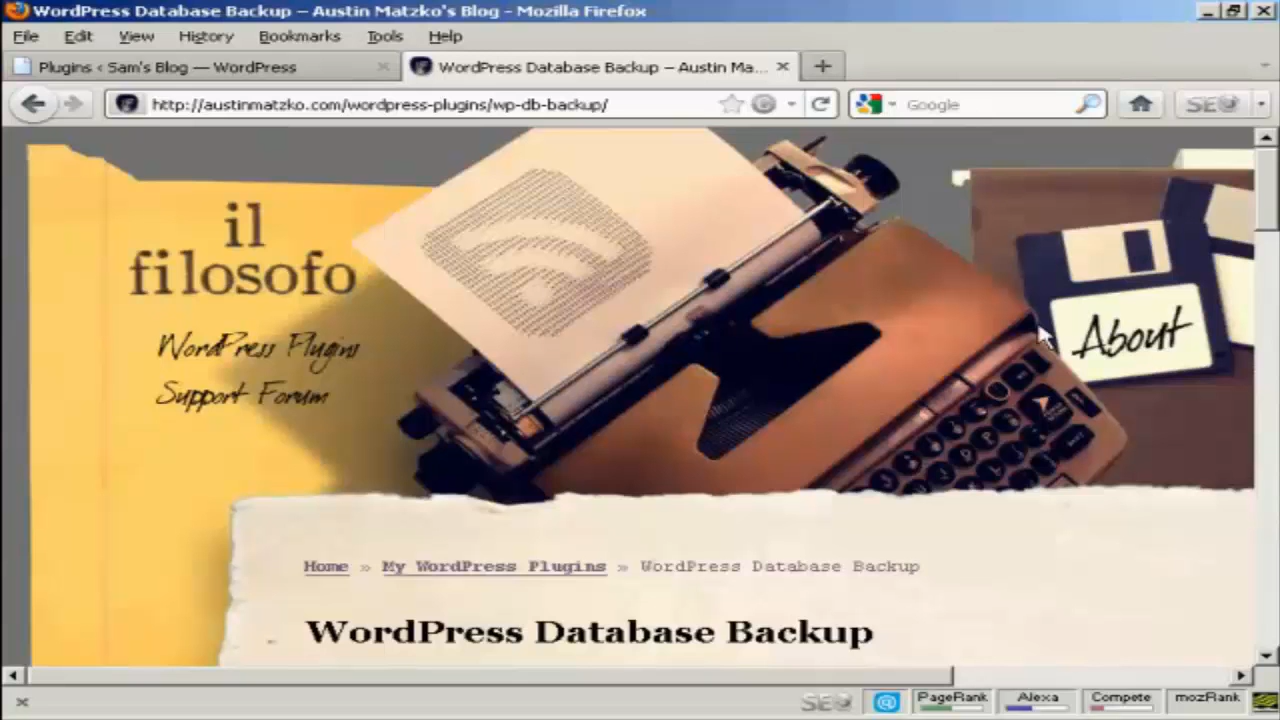 WordPress Database Backup — Austin Matzko's Blog - Mozilla Firefox
File Edit View History Bookmarks Tools Help
Plugins ‹ Sam's Blog — WordPress
WordPress Database Backup — Austin Ma...
http://austinmatzko.com/wordpress-plugins/wp-db-backup/
Google
SEO
il
filosofo
WordPress Plugins
Support Forum
About
Home » My WordPress Plugins » WordPress Database Backup
WordPress Database Backup
SEO PageRank Alexa Compete mozRank